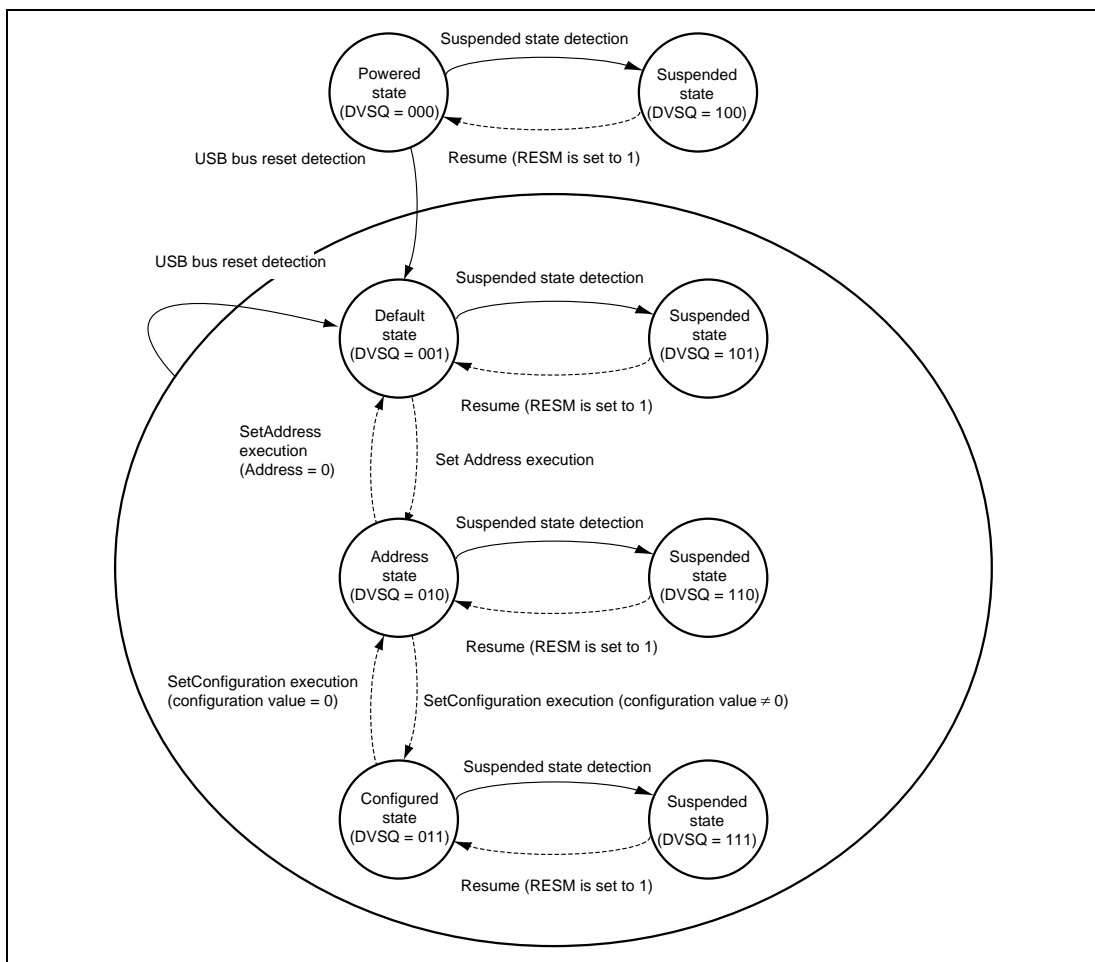 Suspended state detection
Powered
state
(DVSQ = 000)
Suspended
state
(DVSQ = 100)
USB bus reset detection
Resume (RESM is set to 1)
USB bus reset detection
Suspended state detection
Default
state
(DVSQ = 001)
Suspended
state
(DVSQ = 101)
Resume (RESM is set to 1)
SetAddress
execution
(Address = 0)
Set Address execution
Suspended state detection
Address
state
(DVSQ = 010)
Suspended
state
(DVSQ = 110)
Resume (RESM is set to 1)
SetConfiguration execution
(configuration value = 0)
SetConfiguration execution (configuration value ≠ 0)
Suspended state detection
Configured
state
(DVSQ = 011)
Suspended
state
(DVSQ = 111)
Resume (RESM is set to 1)